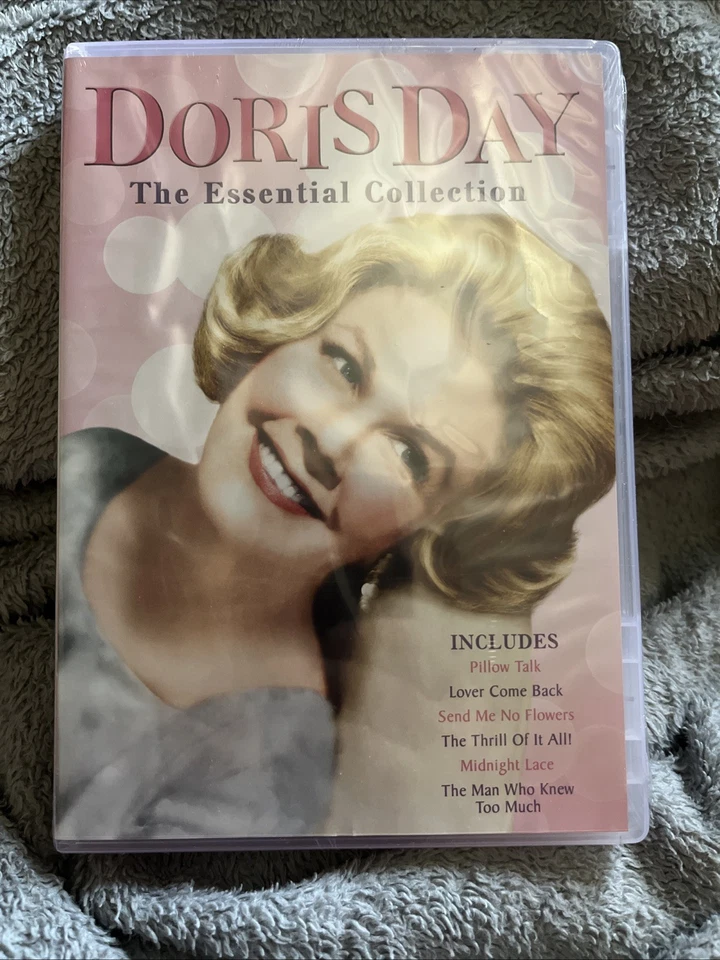 DORIS DAY
The Essential Collection
INCLUDES
Pillow Talk
Lover Come Back
Send Me No Flowers
The Thrill Of It All!
Midnight Lace
The Man Who Knew
Too Much